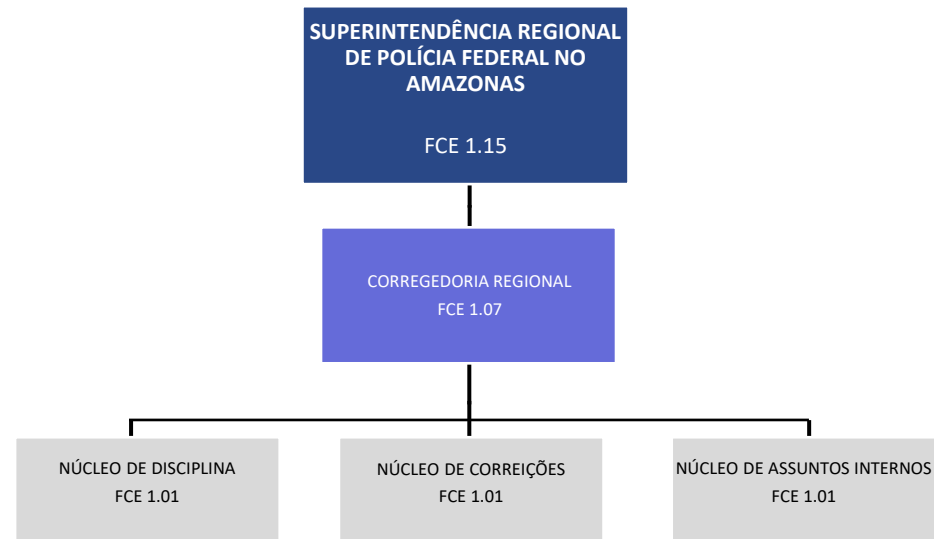 SUPERINTENDÊNCIA REGIONAL
DE POLÍCIA FEDERAL NO
AMAZONAS
FCE 1.15
CORREGEDORIA REGIONAL
FCE 1.07
NÚCLEO DE DISCIPLINA
FCE 1.01
NÚCLEO DE CORREIÇÕES
FCE 1.01
NÚCLEO DE ASSUNTOS INTERNOS
FCE 1.01